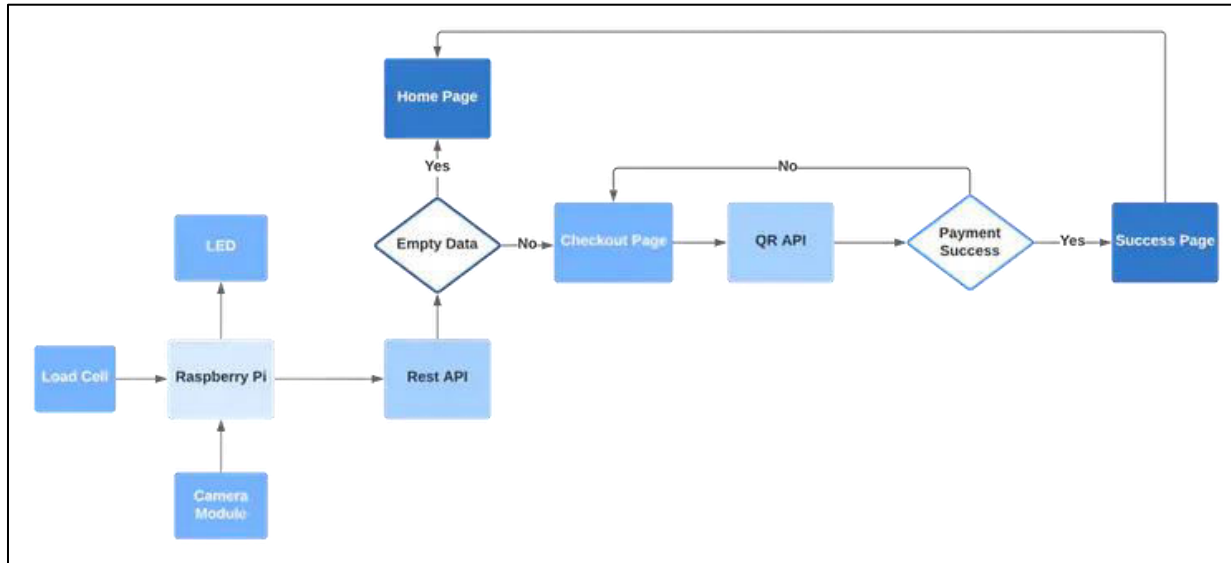 Home Page
Yes
No
LED
Empty Data
No
Checkout Page
QR API
Payment
Success
Yes
Success Page
Load Cell
Raspberry Pi
Rest API
Camera
Module